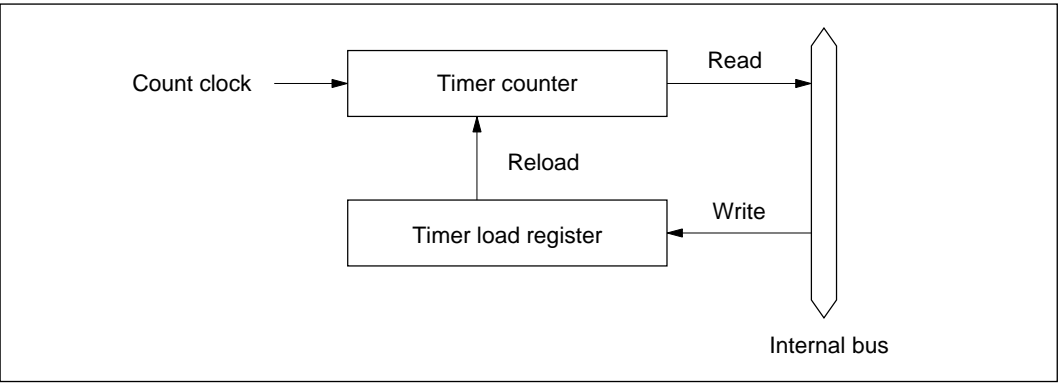 Read
Count clock
Timer counter
Reload
Write
Timer load register
Internal bus